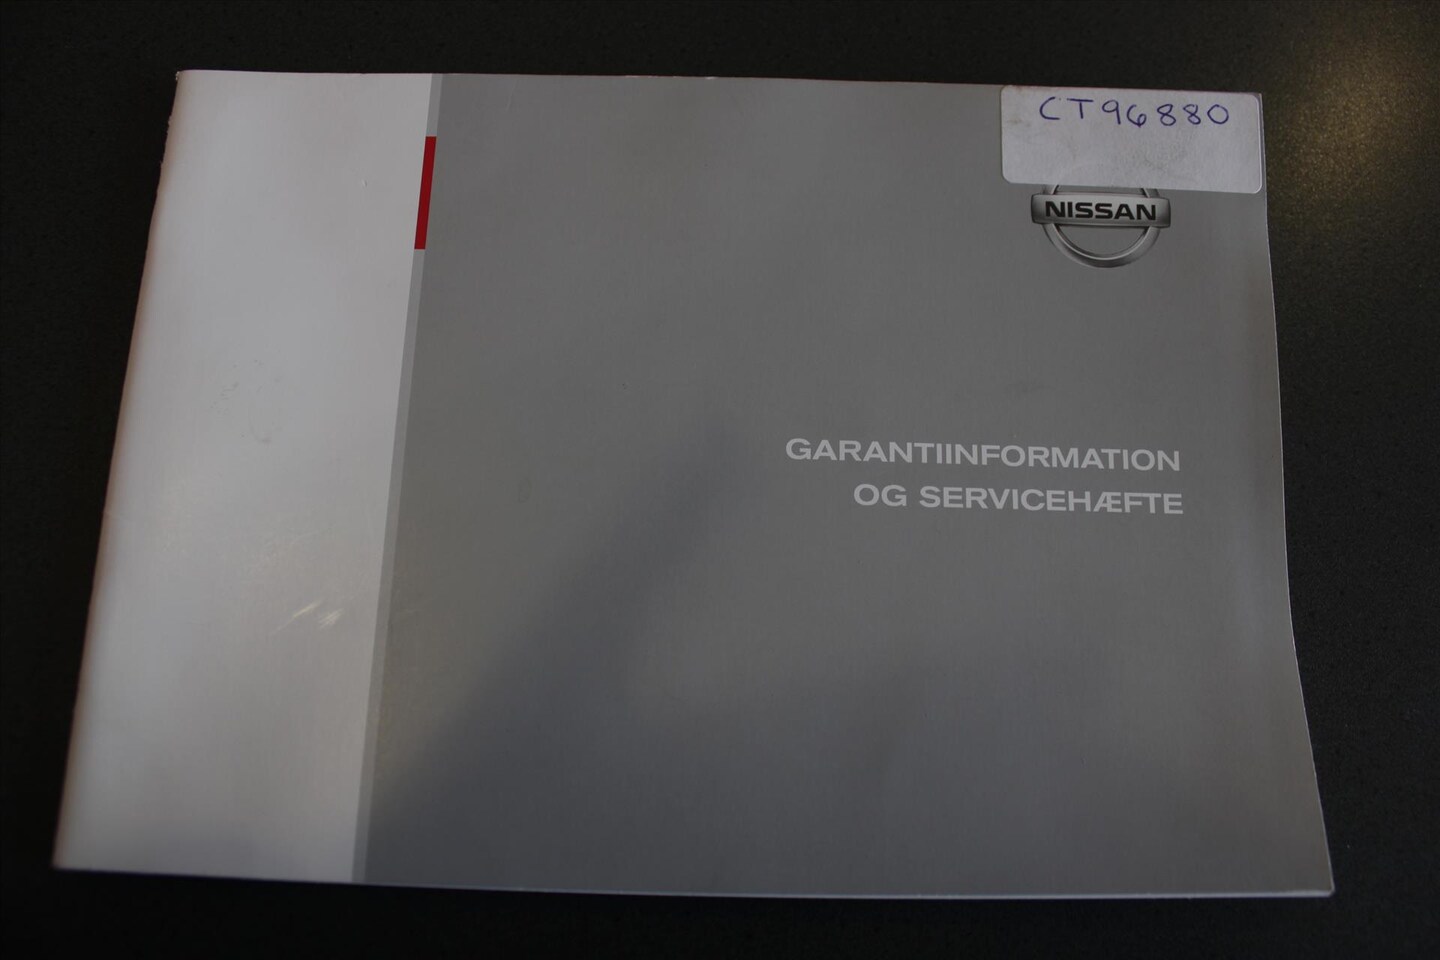 CT96880
NISSAN
GARANTIINFORMATION
OG SERVICEHÆFTE